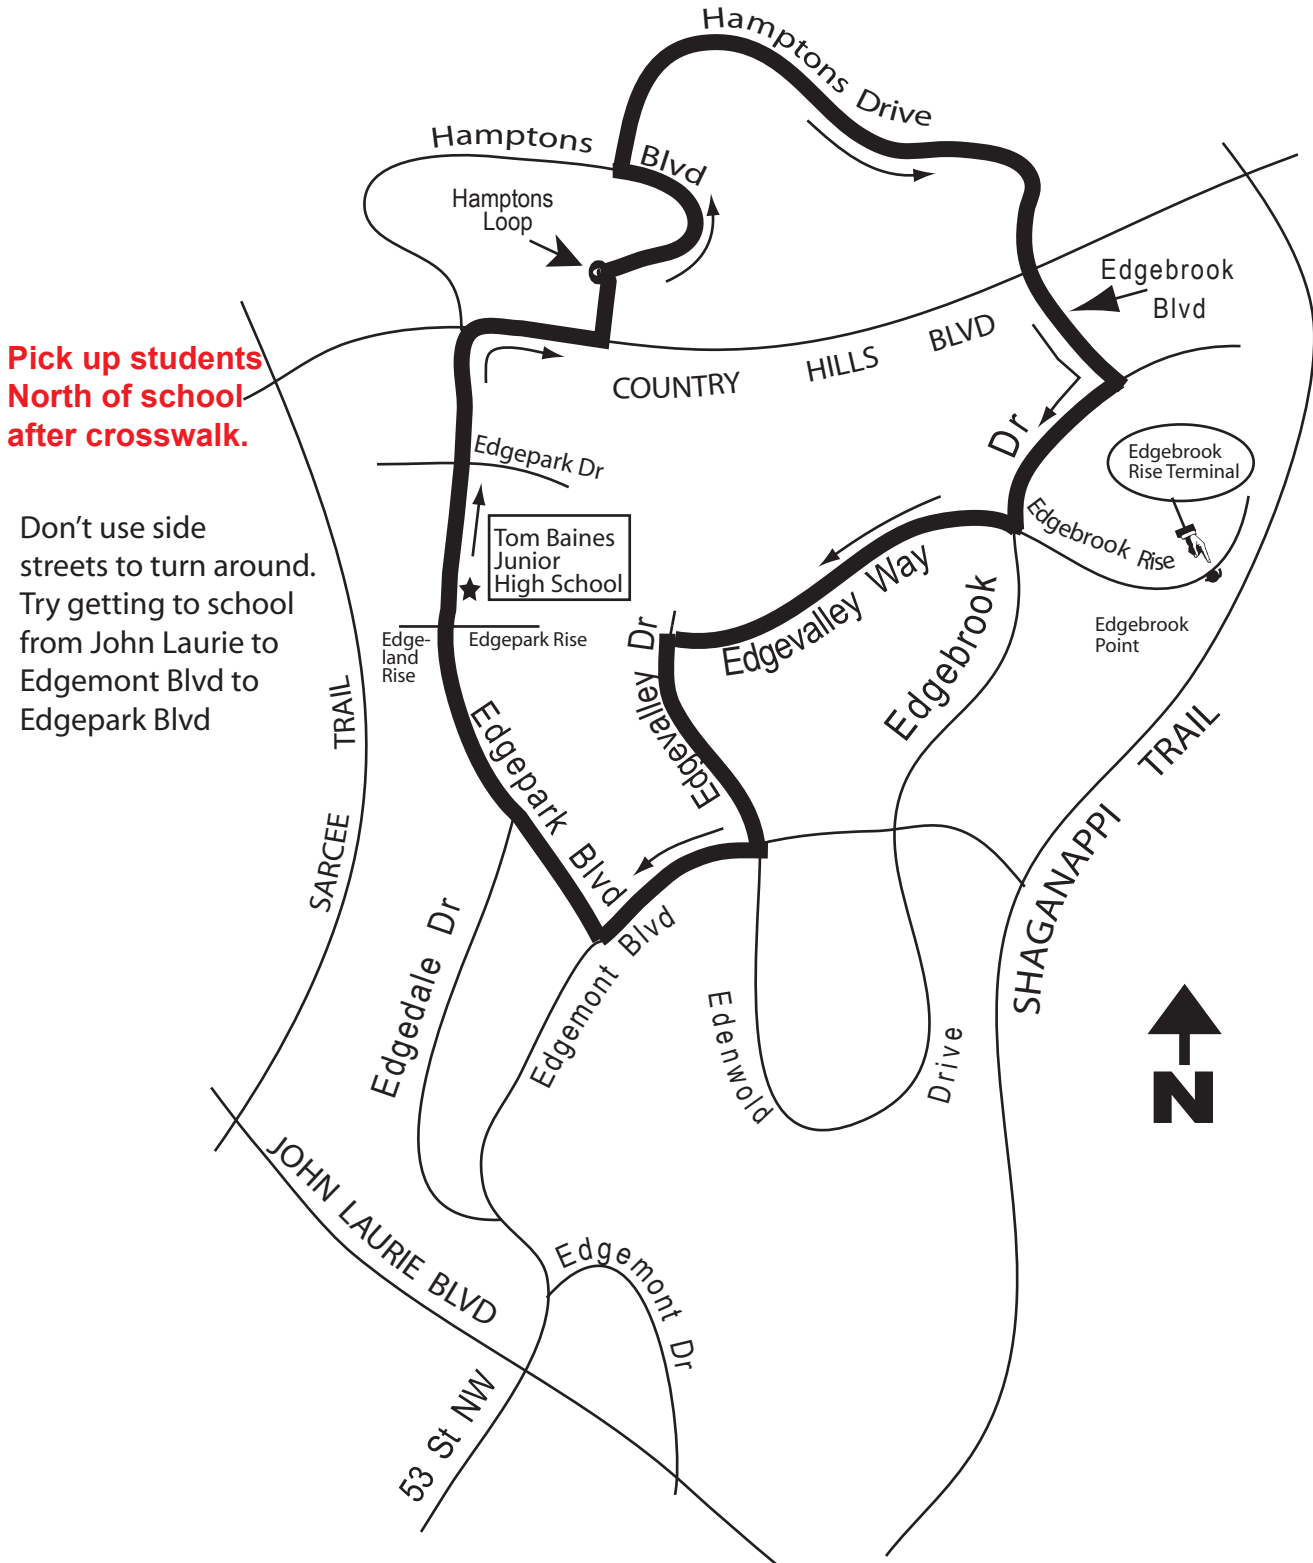 Hamptons Drive
Hamptons Blvd
Hamptons
Loop
Edgebrook
Blvd
Pick up students
North of school
after crosswalk.
COUNTRY HILLS BLVD
Edgepark Dr
Edgebrook
Rise Terminal
Don't use side
streets to turn around.
Try getting to school
from John Laurie to
Edgemont Blvd to
Edgepark Blvd
Tom Baines
Junior
High School
Edgebrook Rise
Edge-
land
Rise
Edgepark Rise
Edgebrook
Point
Edgevalley Way
Edgevalley Dr
Edgebrook Dr
Edgepark Blvd
SARCEE TRAIL
SHAGANAPPI TRAIL
Edgedale Dr
Edgemont Blvd
Edenwold Drive
N
JOHN LAURIE BLVD
Edgemont Dr
53 St NW